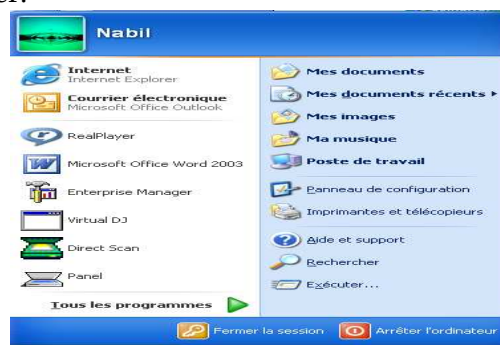 er.
Nabil
Internet
Internet Explorer
Courrier électronique
Microsoft Office Outlook
RealPlayer
Microsoft Office Word 2003
Enterprise Manager
Virtual DJ
Direct Scan
Panel
Tous les programmes
Mes documents
Mes documents récents
Mes images
Ma musique
Poste de travail
Panneau de configuration
Imprimantes et télécopieurs
Aide et support
Rechercher
Exécuter...
Fermer la session
Arrêter l'ordinateur